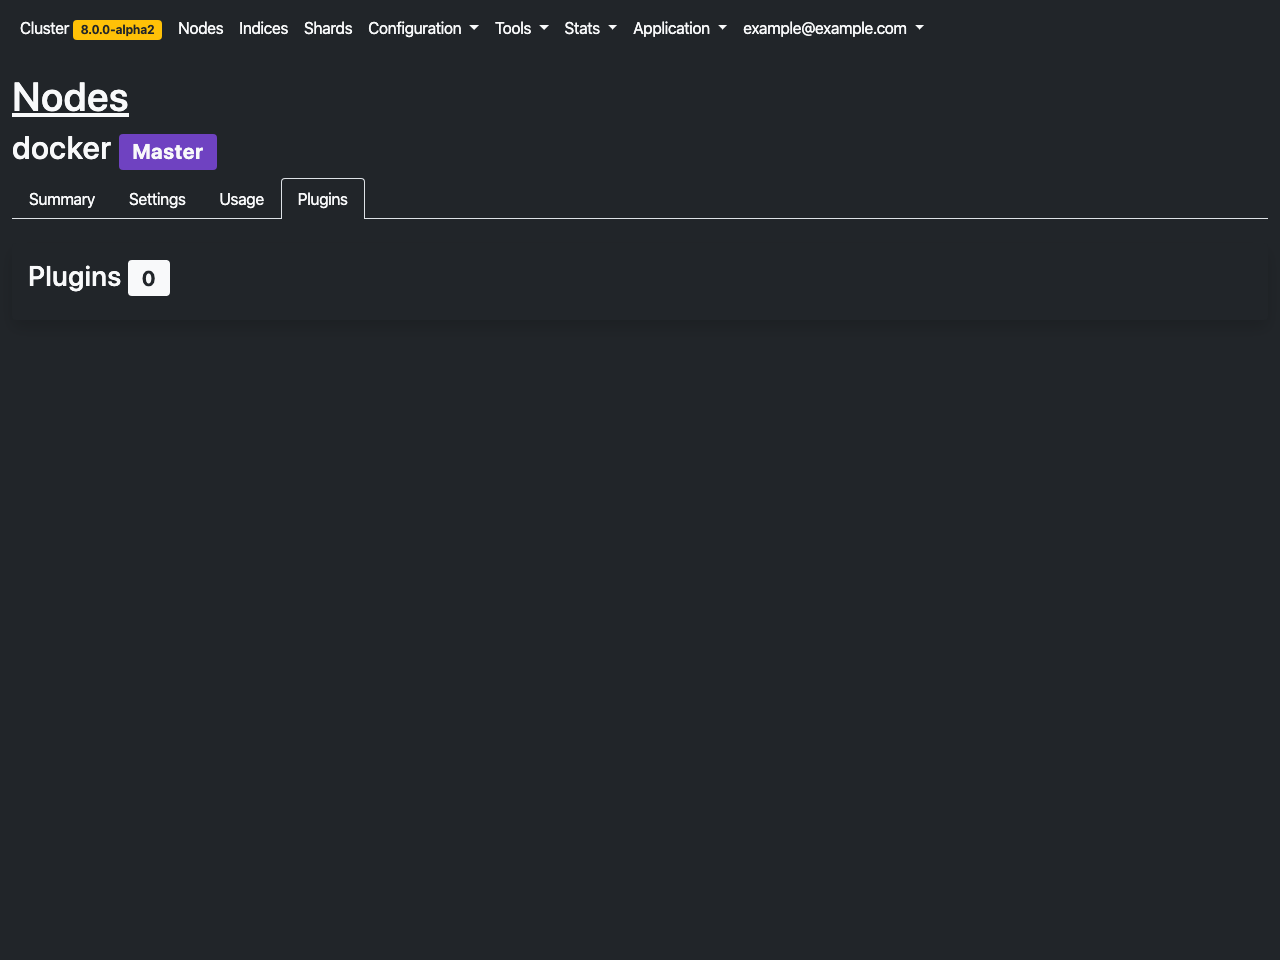 Cluster 8.0.0-alpha2 Nodes Indices Shards Configuration Tools Stats Application example@example.com
Nodes
docker Master
Summary Settings Usage Plugins
Plugins 0